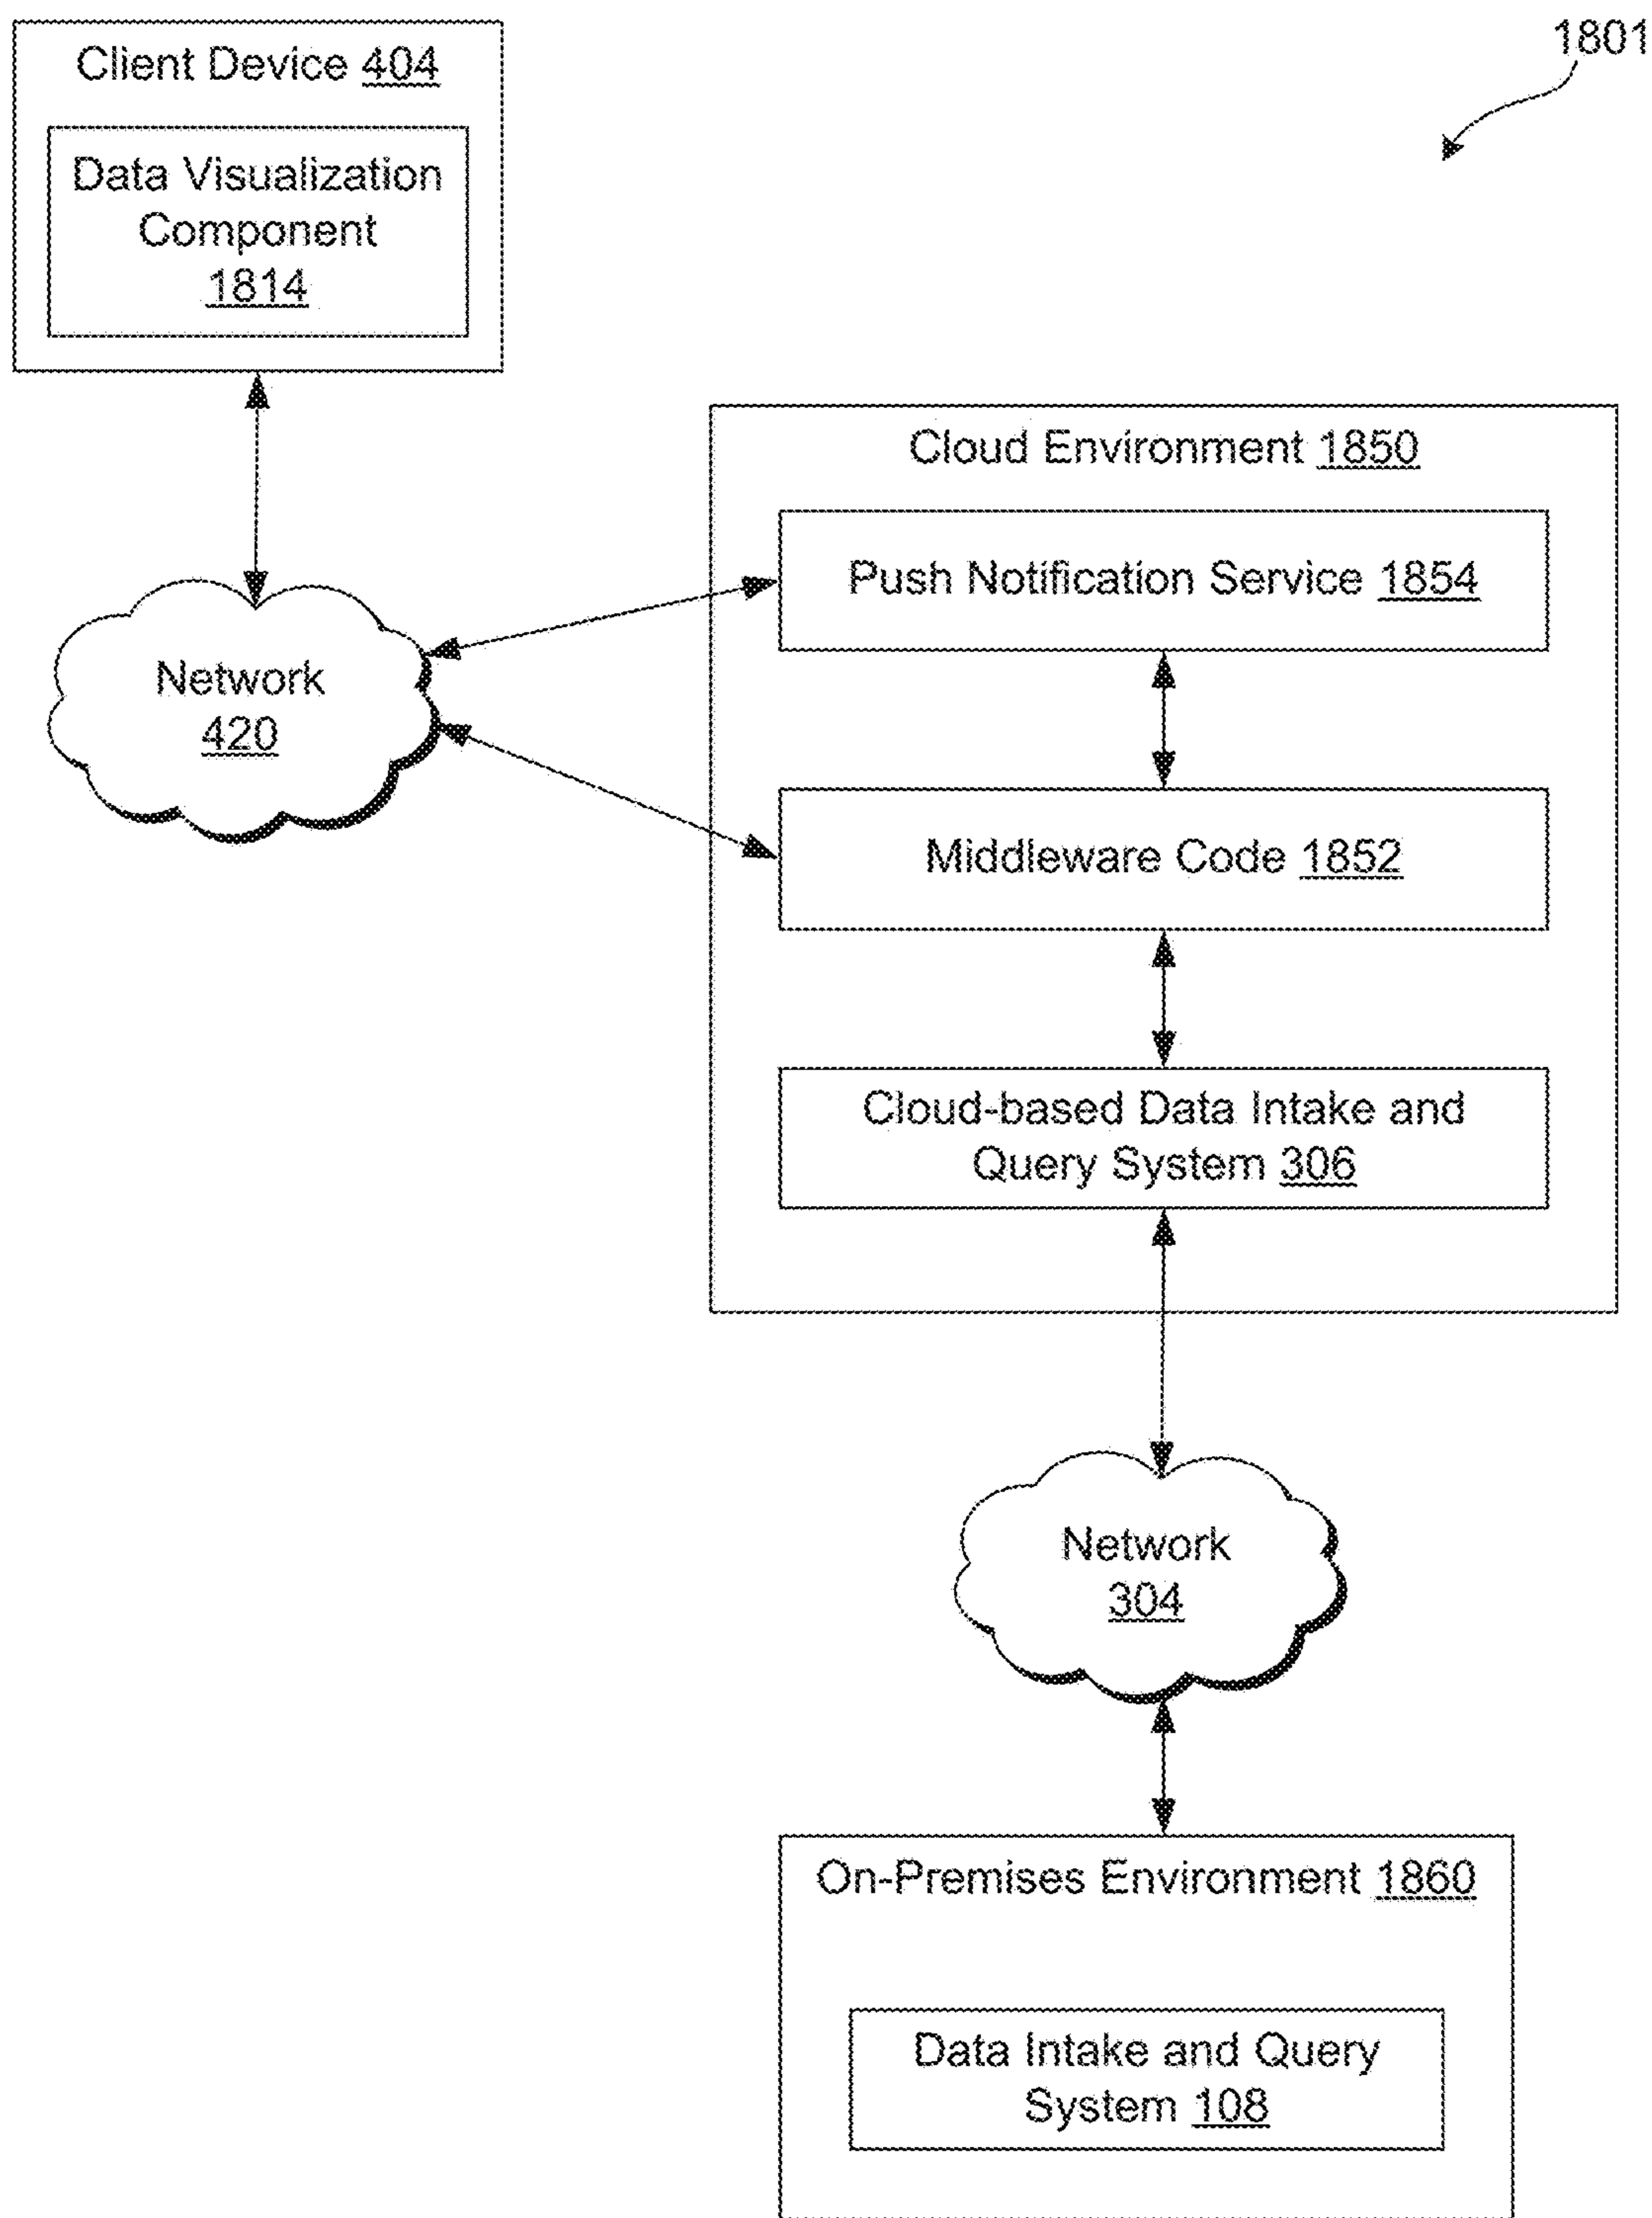 1801
Client Device 404
Data Visualization
Component
1814
Cloud Environment 1850
Push Notification Service 1854
Network
420
Middleware Code 1852
Cloud-based Data Intake and
Query System 306
Network
304
On-Premises Environment 1860
Data Intake and Query
System 108